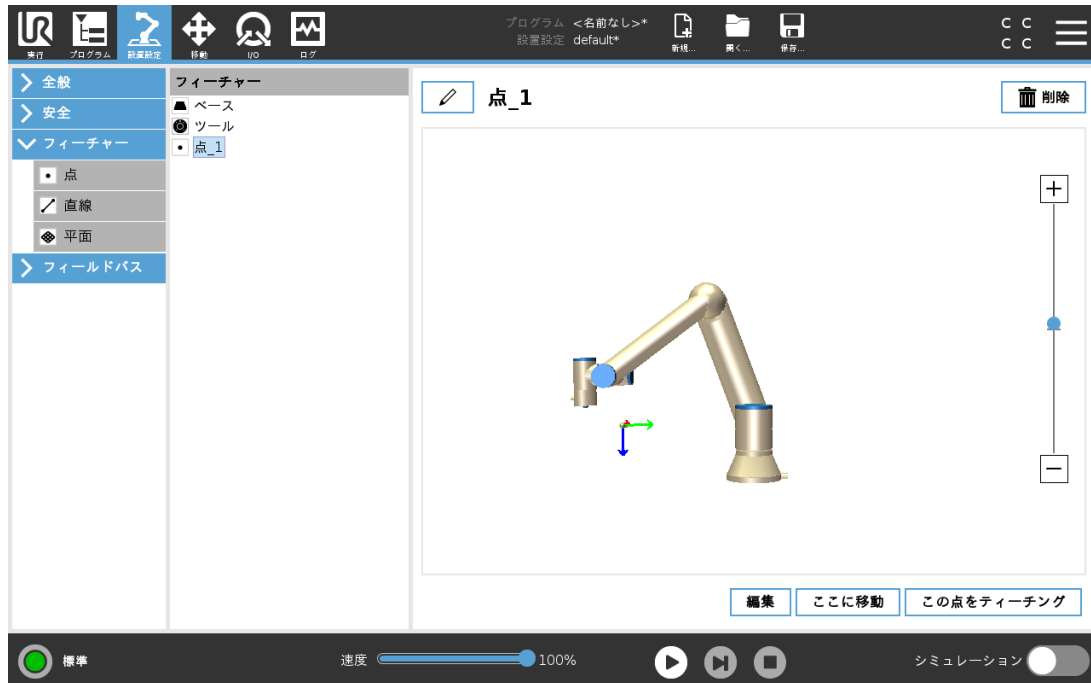 UR
実行
プログラム
設置設定
移動
I/O
ログ
プログラム <名前なし>*
設置設定 default*
新規...
開く...
保存...
C C
C C
全般
安全
フィーチャー
点
直線
平面
フィールドバス
フィーチャー
ベース
ツール
点_1
点_1
削除
編集
ここに移動
この点をティーチング
標準
速度
100%
シミュレーション